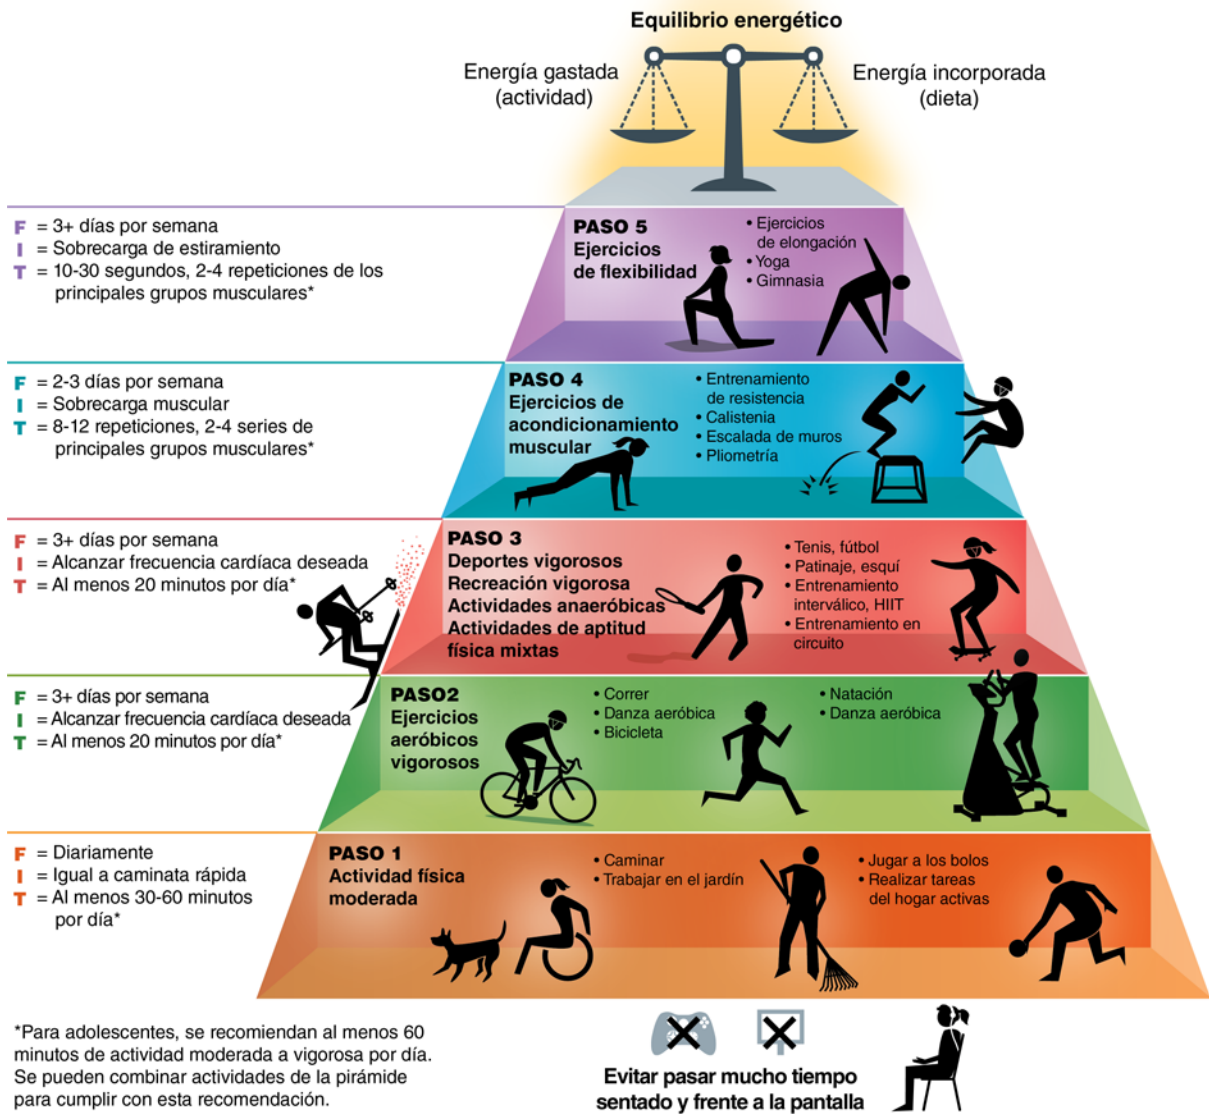 Equilibrio energético
Energía gastada
(actividad)
Energía incorporada
(dieta)
F = 3+ días por semana
I = Sobrecarga de estiramiento
T = 10-30 segundos, 2-4 repeticiones de los
principales grupos musculares*
PASO 5
Ejercicios
de flexibilidad
• Ejercicios
de elongación
• Yoga
• Gimnasia
F = 2-3 días por semana
I = Sobrecarga muscular
T = 8-12 repeticiones, 2-4 series de
principales grupos musculares*
PASO 4
Ejercicios de
acondicionamiento
muscular
• Entrenamiento
de resistencia
• Calistenia
• Escalada de muros
• Pliometría
F = 3+ días por semana
I = Alcanzar frecuencia cardíaca deseada
T = Al menos 20 minutos por día*
PASO 3
Deportes vigorosos
Recreación vigorosa
Actividades anaeróbicas
Actividades de aptitud
física mixtas
• Tenis, fútbol
• Patinaje, esquí
• Entrenamiento
interválico, HIIT
• Entrenamiento en
circuito
F = 3+ días por semana
I = Alcanzar frecuencia cardíaca deseada
T = Al menos 20 minutos por día*
PASO2
Ejercicios
aeróbicos
vigorosos
• Correr
• Danza aeróbica
• Bicicleta
• Natación
• Danza aeróbica
F = Diariamente
I = Igual a caminata rápida
T = Al menos 30-60 minutos
por día*
PASO 1
Actividad física
moderada
• Caminar
• Trabajar en el jardín
• Jugar a los bolos
• Realizar tareas
del hogar activas
*Para adolescentes, se recomiendan al menos 60
minutos de actividad moderada a vigorosa por día.
Se pueden combinar actividades de la pirámide
para cumplir con esta recomendación.
Evitar pasar mucho tiempo
sentado y frente a la pantalla